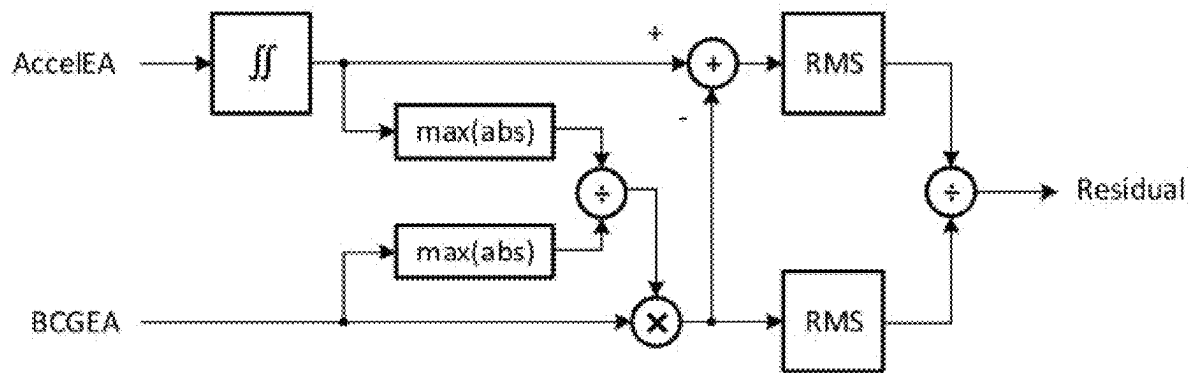 AccelEA
∬
+
+
RMS
-
max(abs)
÷
÷
Residual
max(abs)
BCGEA
×
RMS